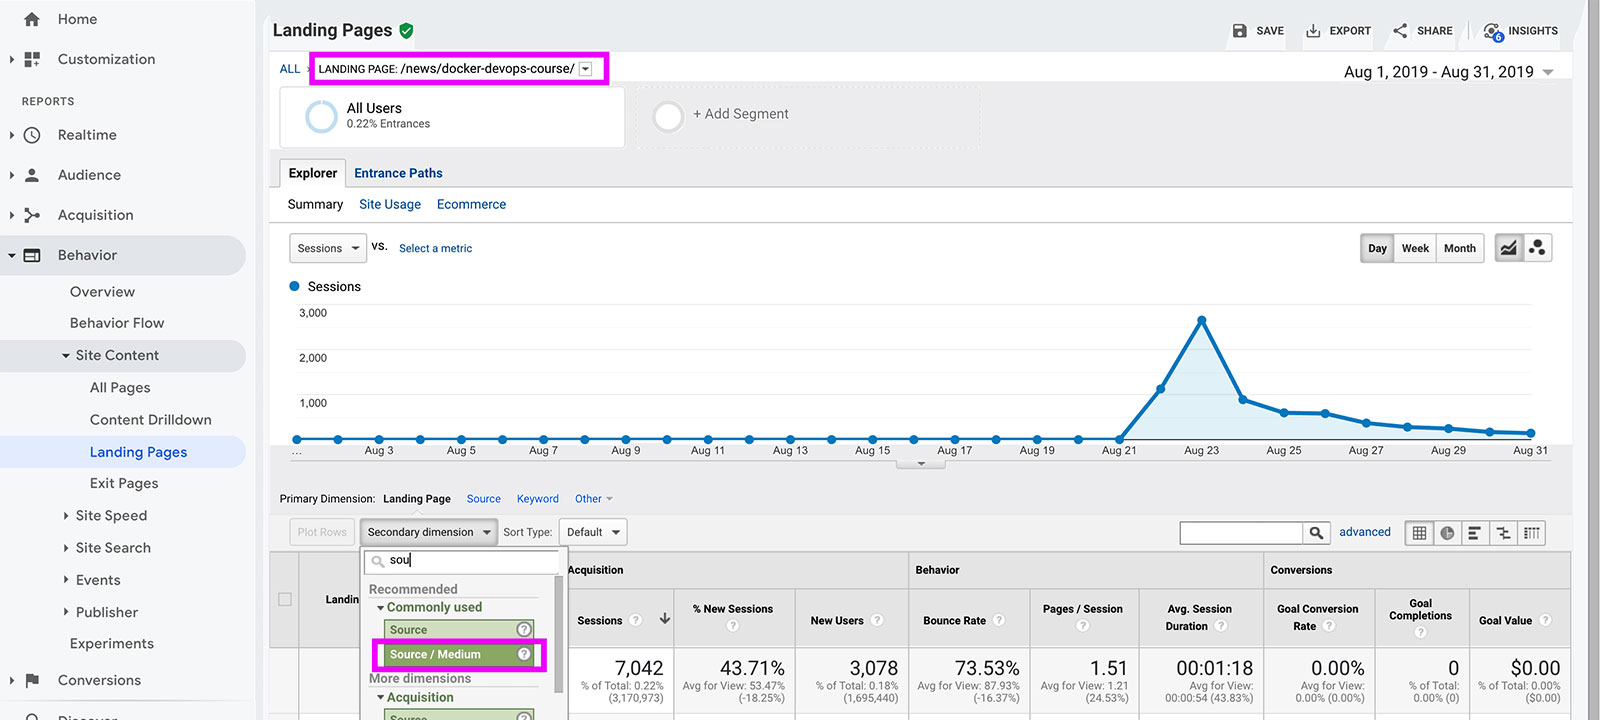 Home
Customization
REPORTS
Realtime
Audience
Acquisition
Behavior
Overview
Behavior Flow
Site Content
All Pages
Content Drilldown
Landing Pages
Exit Pages
Site Speed
Site Search
Events
Publisher
Experiments
Conversions
Discover
Landing Pages
SAVE
EXPORT
SHARE
6
INSIGHTS
ALL
LANDING PAGE: /news/docker-devops-course/
Aug 1, 2019 - Aug 31, 2019
All Users
0.22% Entrances
+ Add Segment
Explorer
Entrance Paths
Summary
Site Usage
Ecommerce
Sessions
VS.
Select a metric
Day
Week
Month
Sessions
3,000
2,000
1,000
...
Aug 3
Aug 5
Aug 7
Aug 9
Aug 11
Aug 13
Aug 15
Aug 17
Aug 19
Aug 21
Aug 23
Aug 25
Aug 27
Aug 29
Aug 31
Primary Dimension:
Landing Page
Source
Keyword
Other
Plot Rows
Secondary dimension
Sort Type:
Default
advanced
sou
Recommended
Commonly used
Source
Source / Medium
More dimensions
Acquisition
Source
Landin
Acquisition
Behavior
Conversions
Sessions
% New Sessions
New Users
Bounce Rate
Pages / Session
Avg. Session
Duration
Goal Conversion
Rate
Goal
Completions
Goal Value
7,042
% of Total: 0.22%
(3,170,973)
43.71%
Avg for View: 53.47%
(-18.25%)
3,078
% of Total: 0.18%
(1,695,440)
73.53%
Avg for View: 87.93%
(-16.37%)
1.51
Avg for View: 1.21
(24.53%)
00:01:18
Avg for View:
00:00:54 (43.83%)
0.00%
Avg for View:
0.00% (0.00%)
0
% of Total:
0.00% (0)
$0.00
% of Total: 0.00%
($0.00)